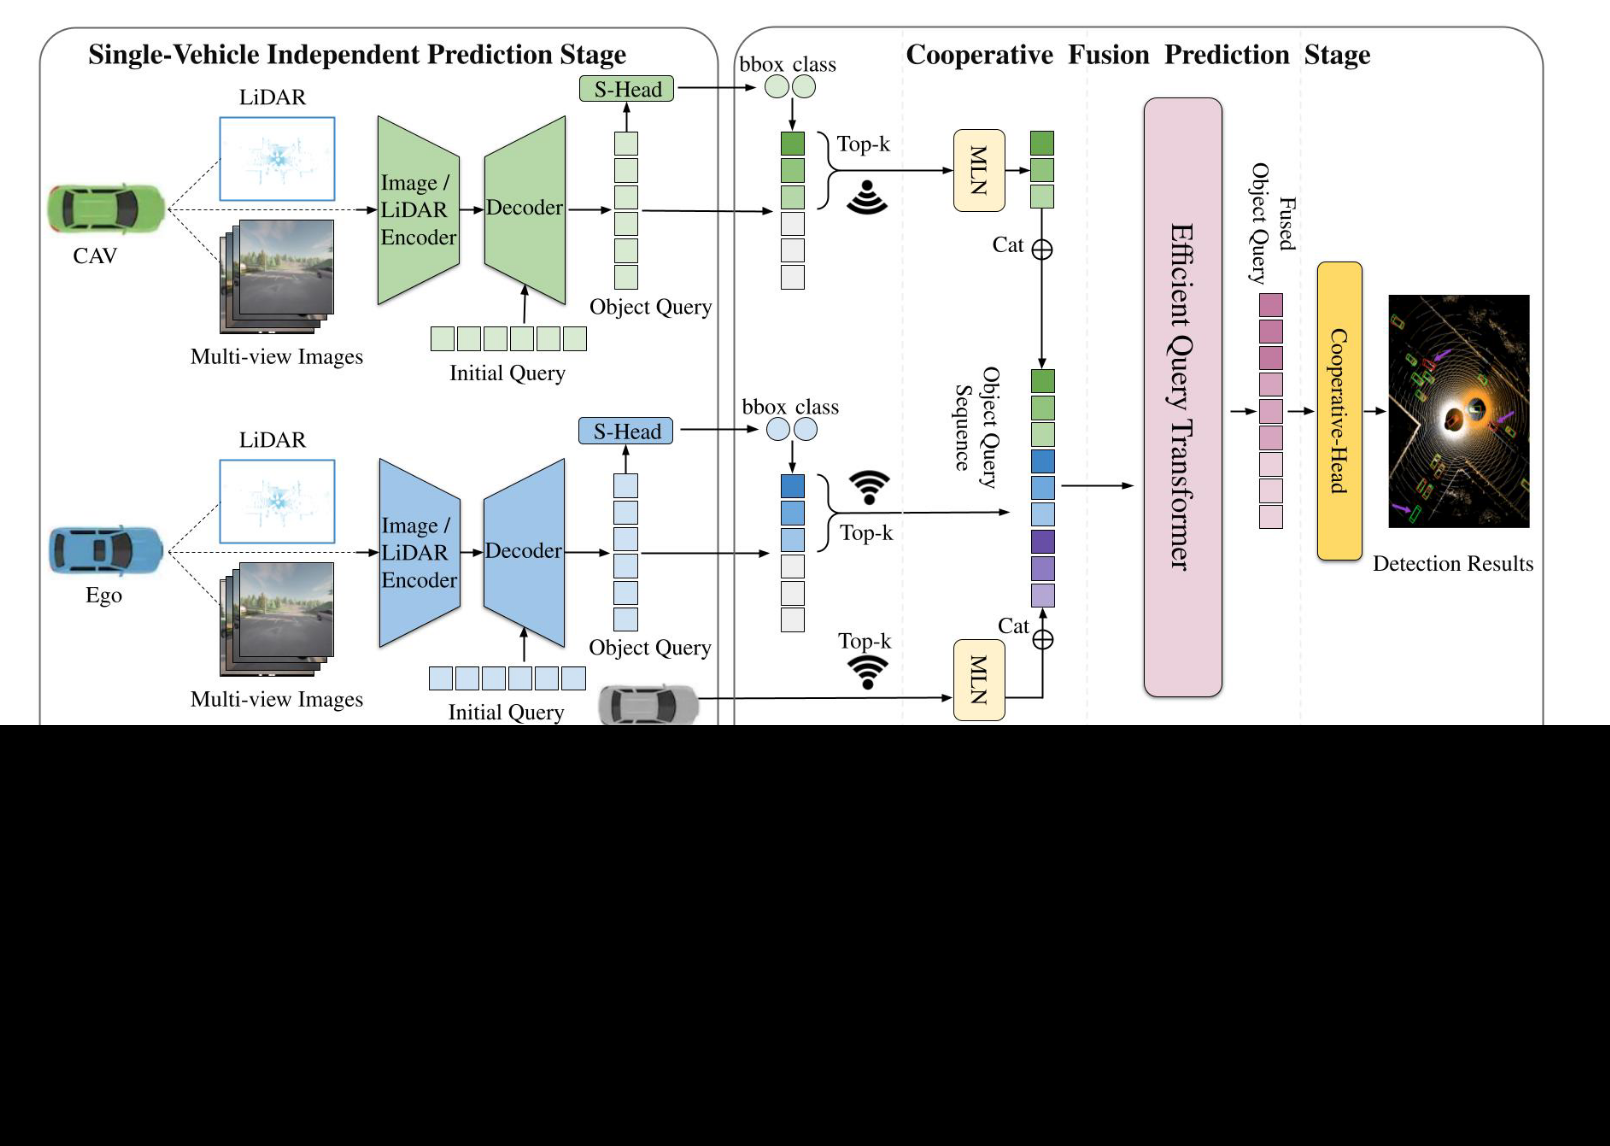 Single-Vehicle Independent Prediction Stage
LiDAR
CAV
Multi-view Images
Image /
LiDAR
Encoder
Decoder
Initial Query
S-Head
Object Query
LiDAR
Ego
Multi-view Images
Image /
LiDAR
Encoder
Decoder
Initial Query
S-Head
Object Query
Cooperative Fusion Prediction Stage
bbox class
Top-k
MLN
Cat
bbox class
Top-k
Object Query
Sequence
Top-k
MLN
Cat
Efficient Query Transformer
Fused
Object Query
Cooperative-Head
Detection Results